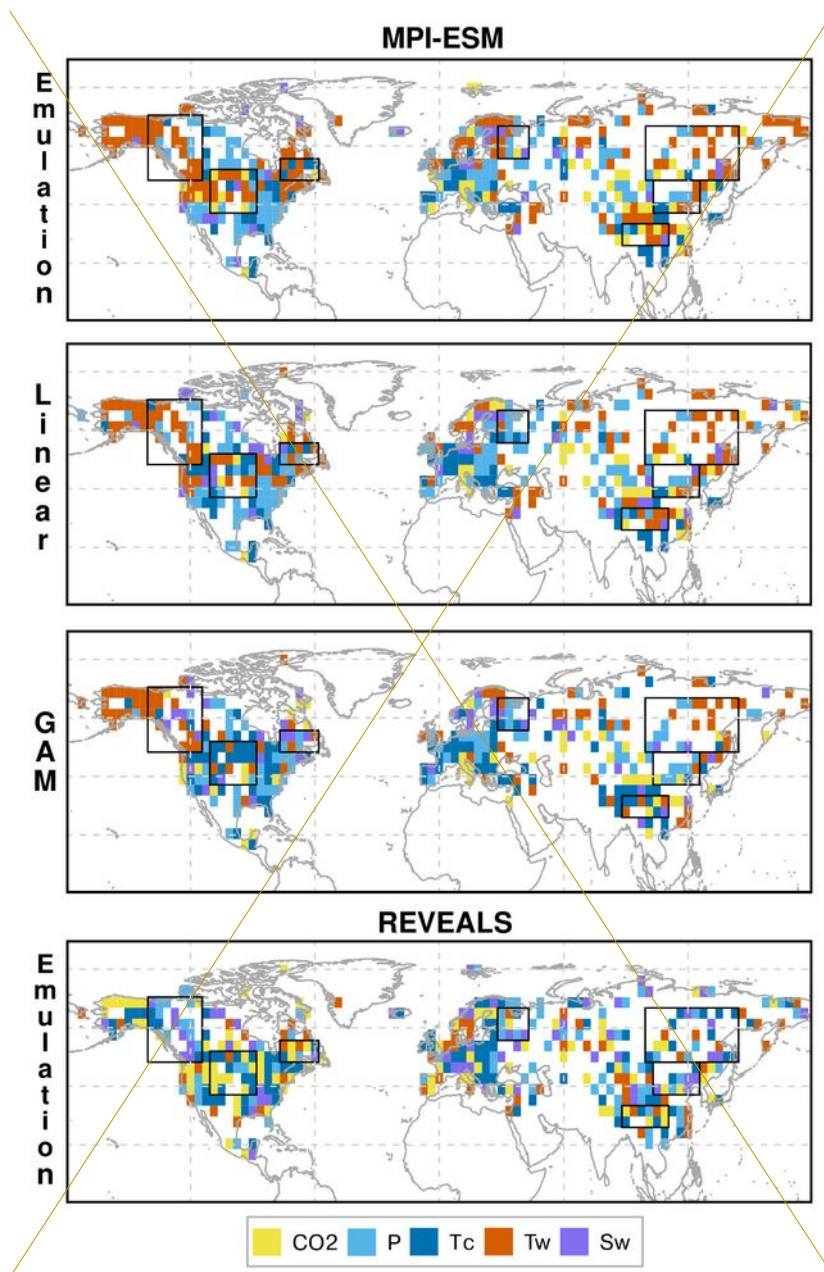 MPI-ESM
Emulation
Linear
GAM
REVEALS
Emulation
CO2 P Tc Tw Sw